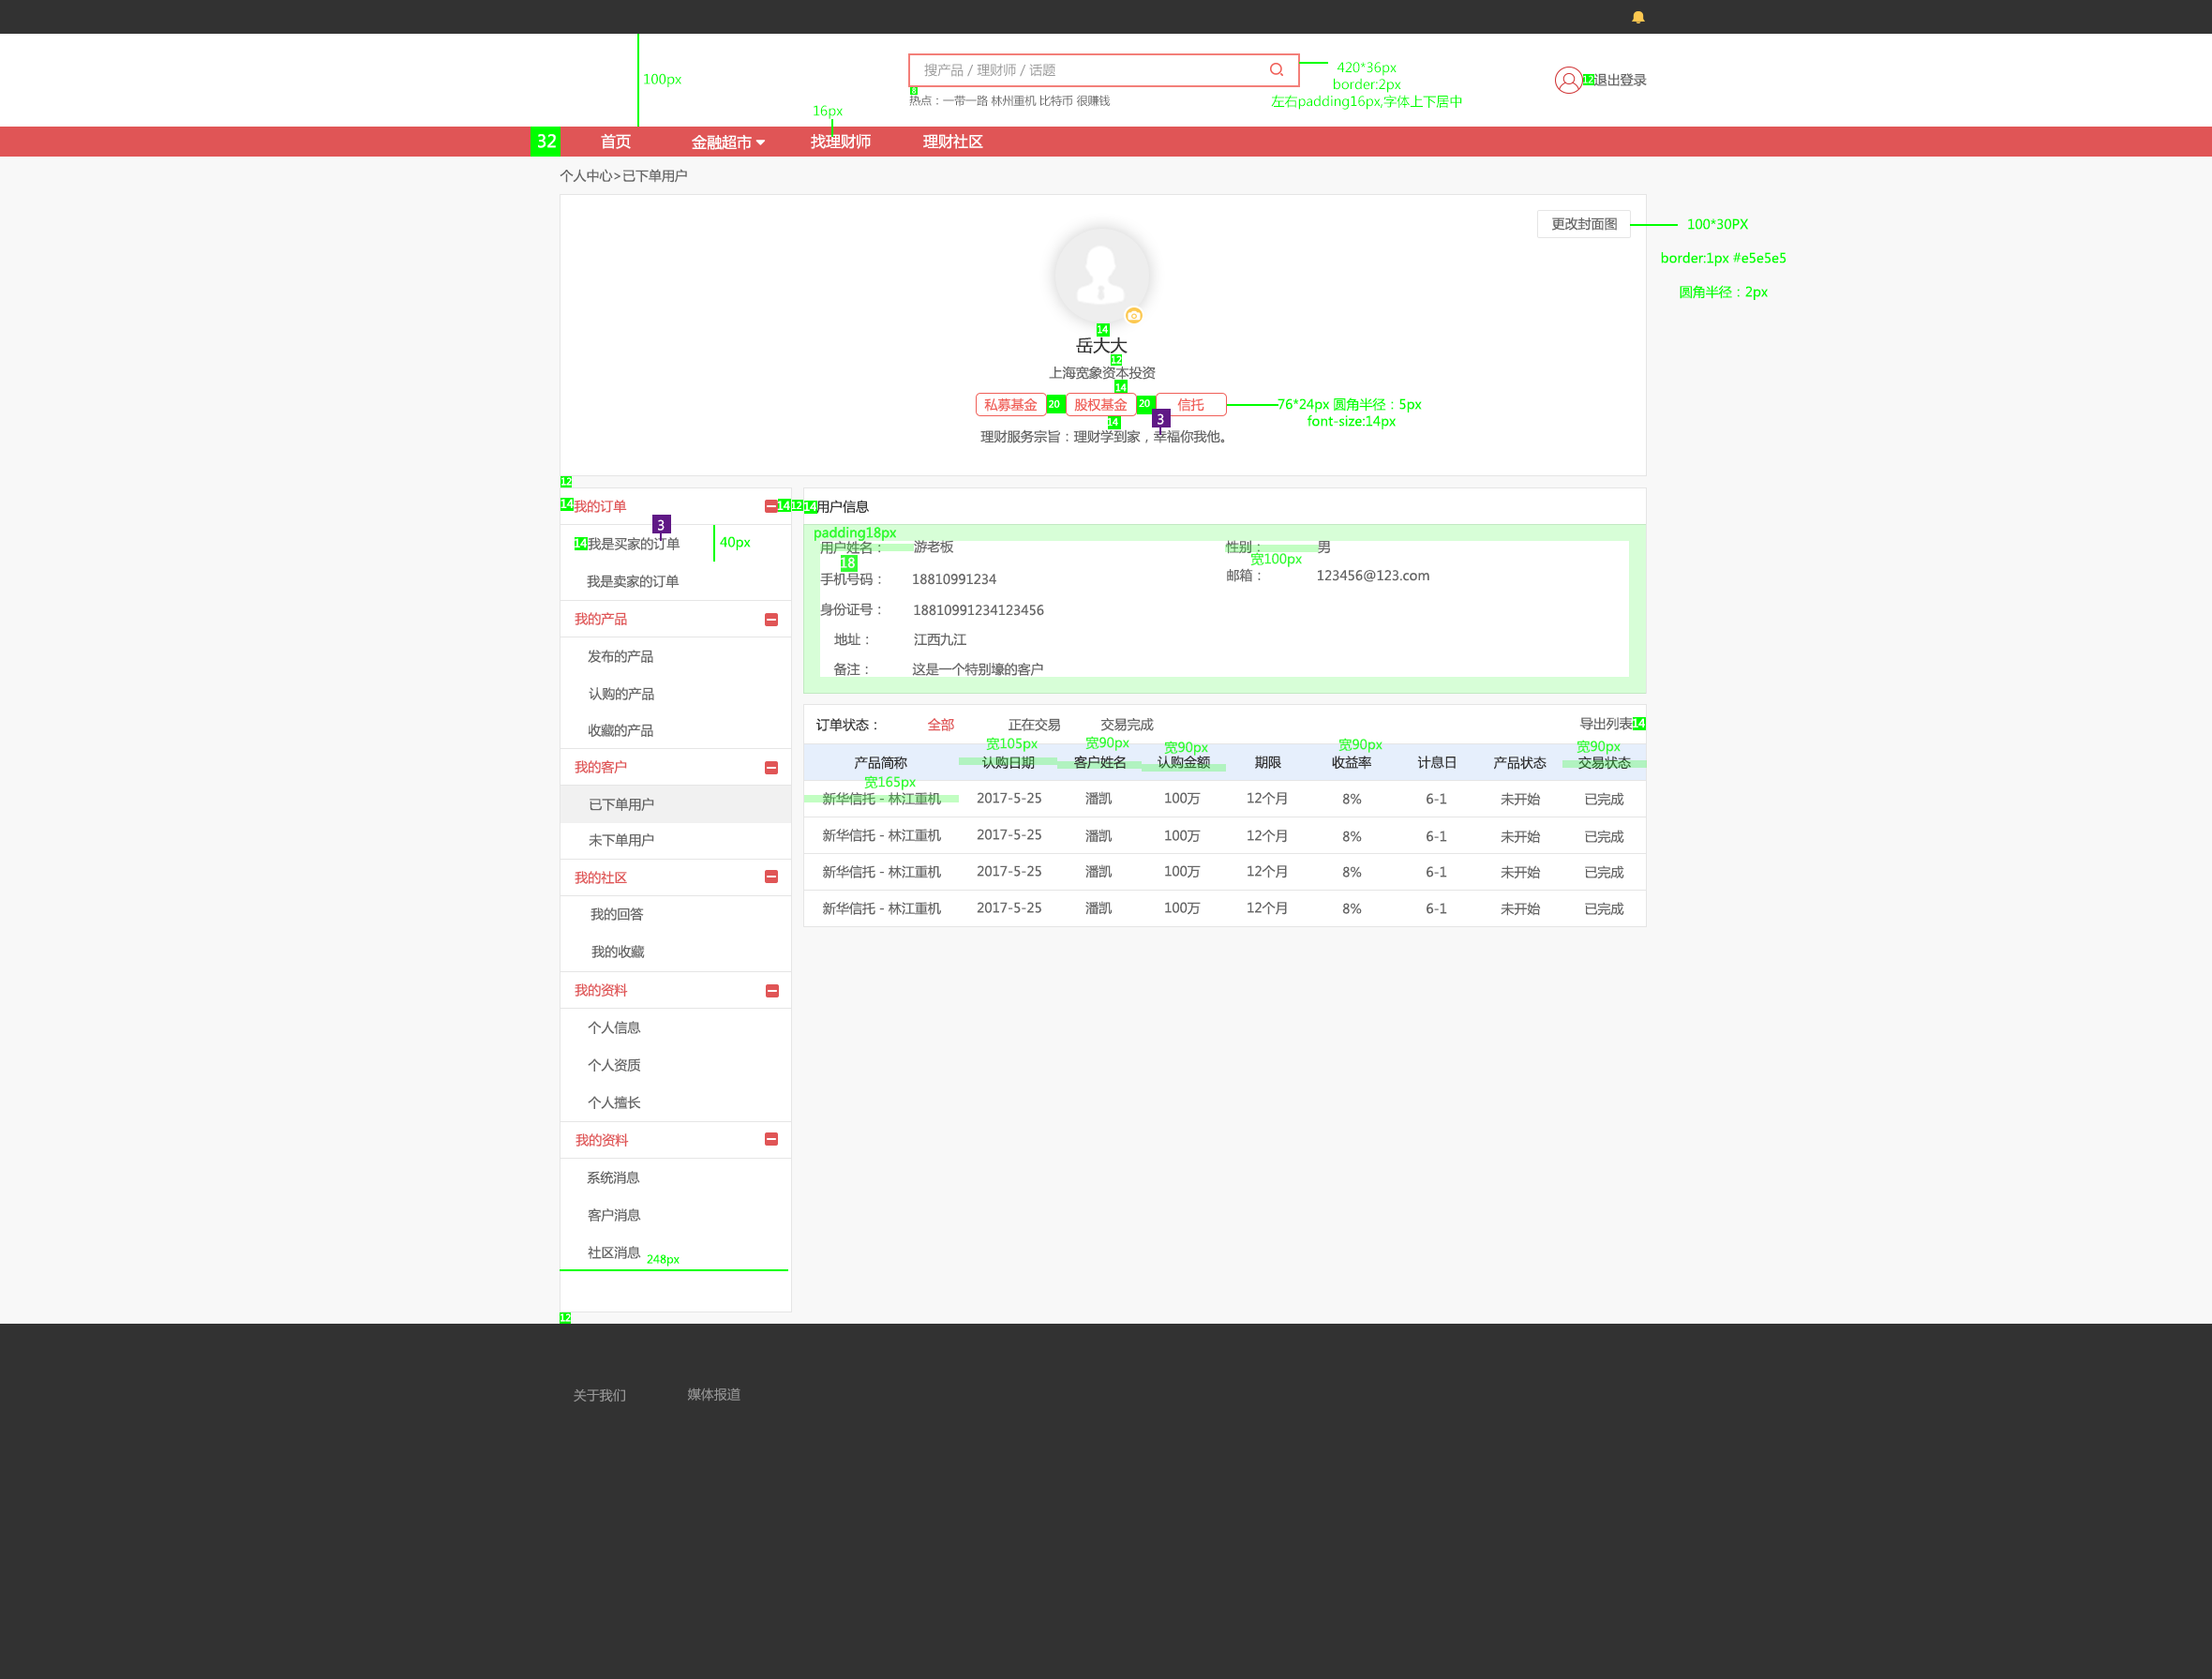 搜产品 / 理财师 / 话题
420*36px
border:2px
左右padding16px,字体上下居中
100px
12
退出登录
8
热点：一带一路 林州重机 比特币 很赚钱
16px
32
首页
金融超市
找理财师
理财社区
个人中心>已下单用户
更改封面图
100*30PX
border:1px #e5e5e5
圆角半径：2px
14
岳大大
12
上海宽象资本投资
14
私募基金
20
股权基金
20
信托
76*24px 圆角半径：5px
font-size:14px
3
14
理财服务宗旨：理财学到家，幸福你我他。
12
14
我的订单
14
12
14
用户信息
3
14
我是买家的订单
40px
我是卖家的订单
我的产品
发布的产品
认购的产品
收藏的产品
我的客户
已下单用户
未下单用户
我的社区
我的回答
我的收藏
我的资料
个人信息
个人资质
个人擅长
我的资料
系统消息
客户消息
社区消息
248px
12
padding18px
用户姓名：
游老板
性别：
男
宽100px
18
手机号码：
18810991234
邮箱：
123456@123.com
身份证号：
18810991234123456
地址：
江西九江
备注：
这是一个特别壕的客户
订单状态：
全部
正在交易
交易完成
导出列表
14
宽105px
宽90px
宽90px
宽90px
宽90px
产品简称
认购日期
客户姓名
认购金额
期限
收益率
计息日
产品状态
交易状态
宽165px
新华信托 - 林江重机 2017-5-25 潘凯 100万 12个月 8% 6-1 未开始 已完成
新华信托 - 林江重机 2017-5-25 潘凯 100万 12个月 8% 6-1 未开始 已完成
新华信托 - 林江重机 2017-5-25 潘凯 100万 12个月 8% 6-1 未开始 已完成
新华信托 - 林江重机 2017-5-25 潘凯 100万 12个月 8% 6-1 未开始 已完成
关于我们
媒体报道